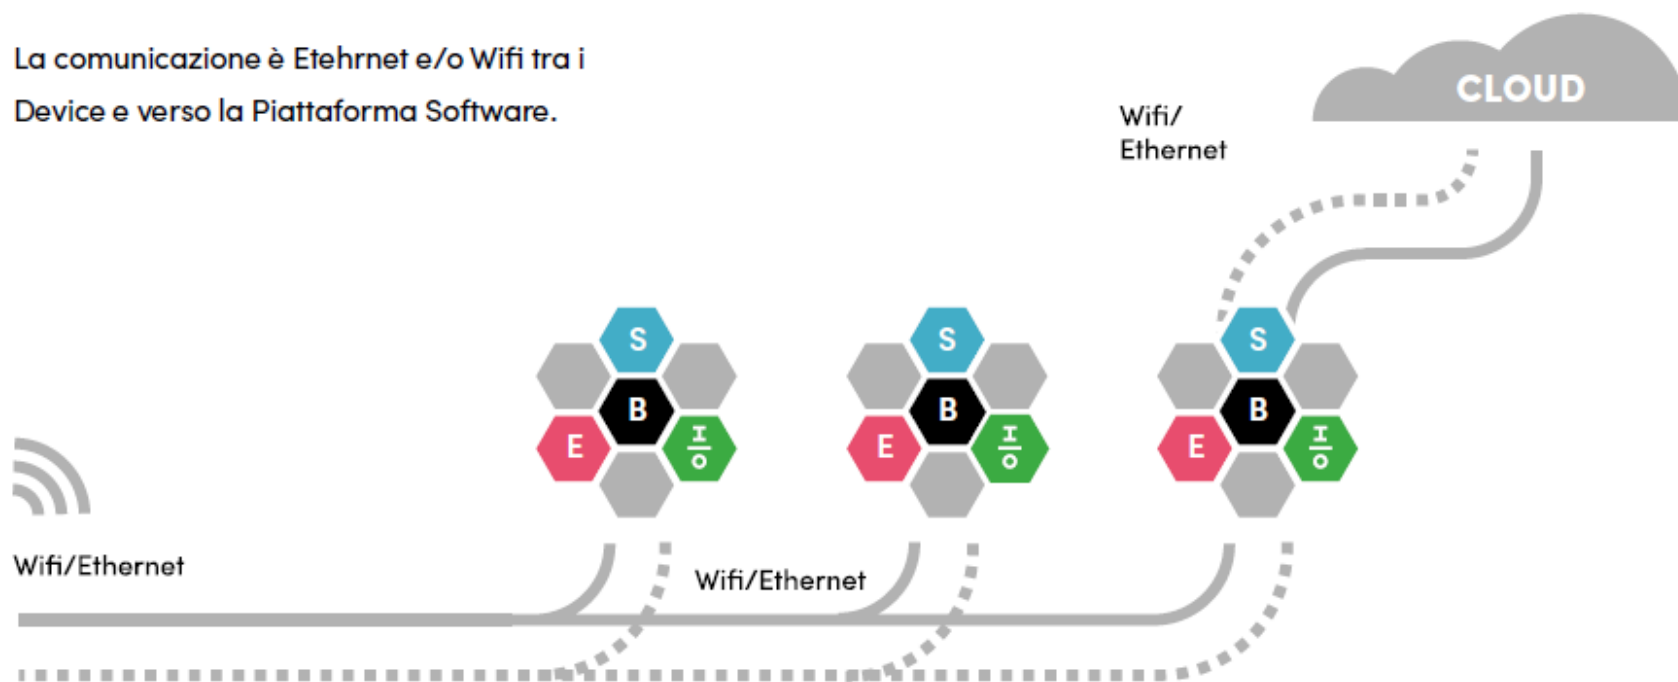 La comunicazione è Etehrnet e/o Wifi tra i
Device e verso la Piattaforma Software.
CLOUD
Wifi/
Ethernet
S
B
E
I
O
S
B
E
I
O
S
B
E
I
O
Wifi/Ethernet
Wifi/Ethernet